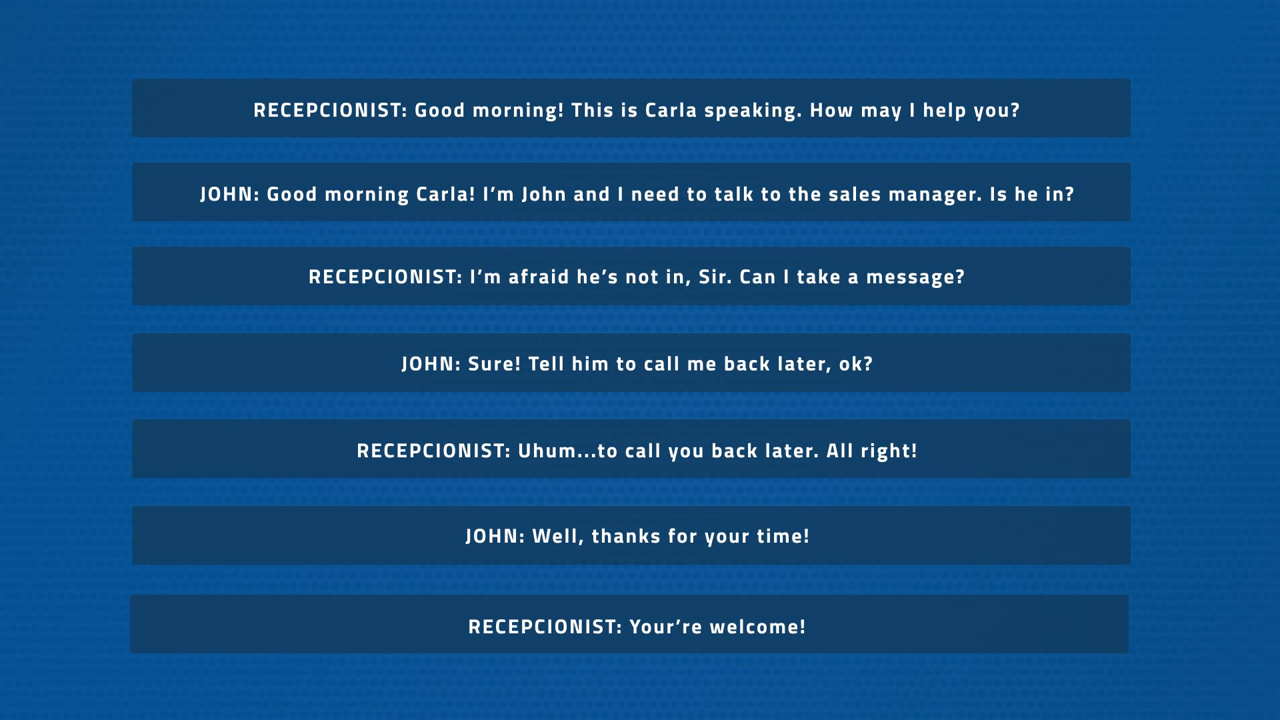 RECEPCIONIST: Good morning! This is Carla speaking. How may I help you?
JOHN: Good morning Carla! I’m John and I need to talk to the sales manager. Is he in?
RECEPCIONIST: I’m afraid he’s not in, Sir. Can I take a message?
JOHN: Sure! Tell him to call me back later, ok?
RECEPCIONIST: Uhum...to call you back later. All right!
JOHN: Well, thanks for your time!
RECEPCIONIST: Your’re welcome!